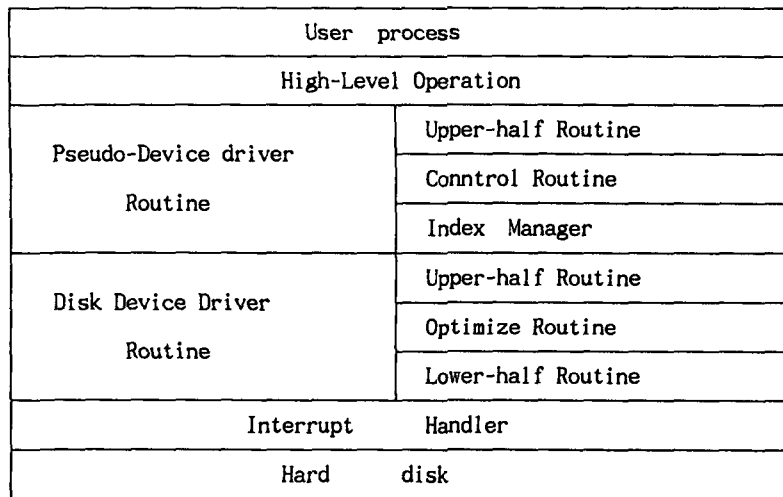 User process
High-Level Operation
Pseudo-Device driver
Routine
Upper-half Routine
Conntrol Routine
Index Manager
Disk Device Driver
Routine
Upper-half Routine
Optimize Routine
Lower-half Routine
Interrupt Handler
Hard disk